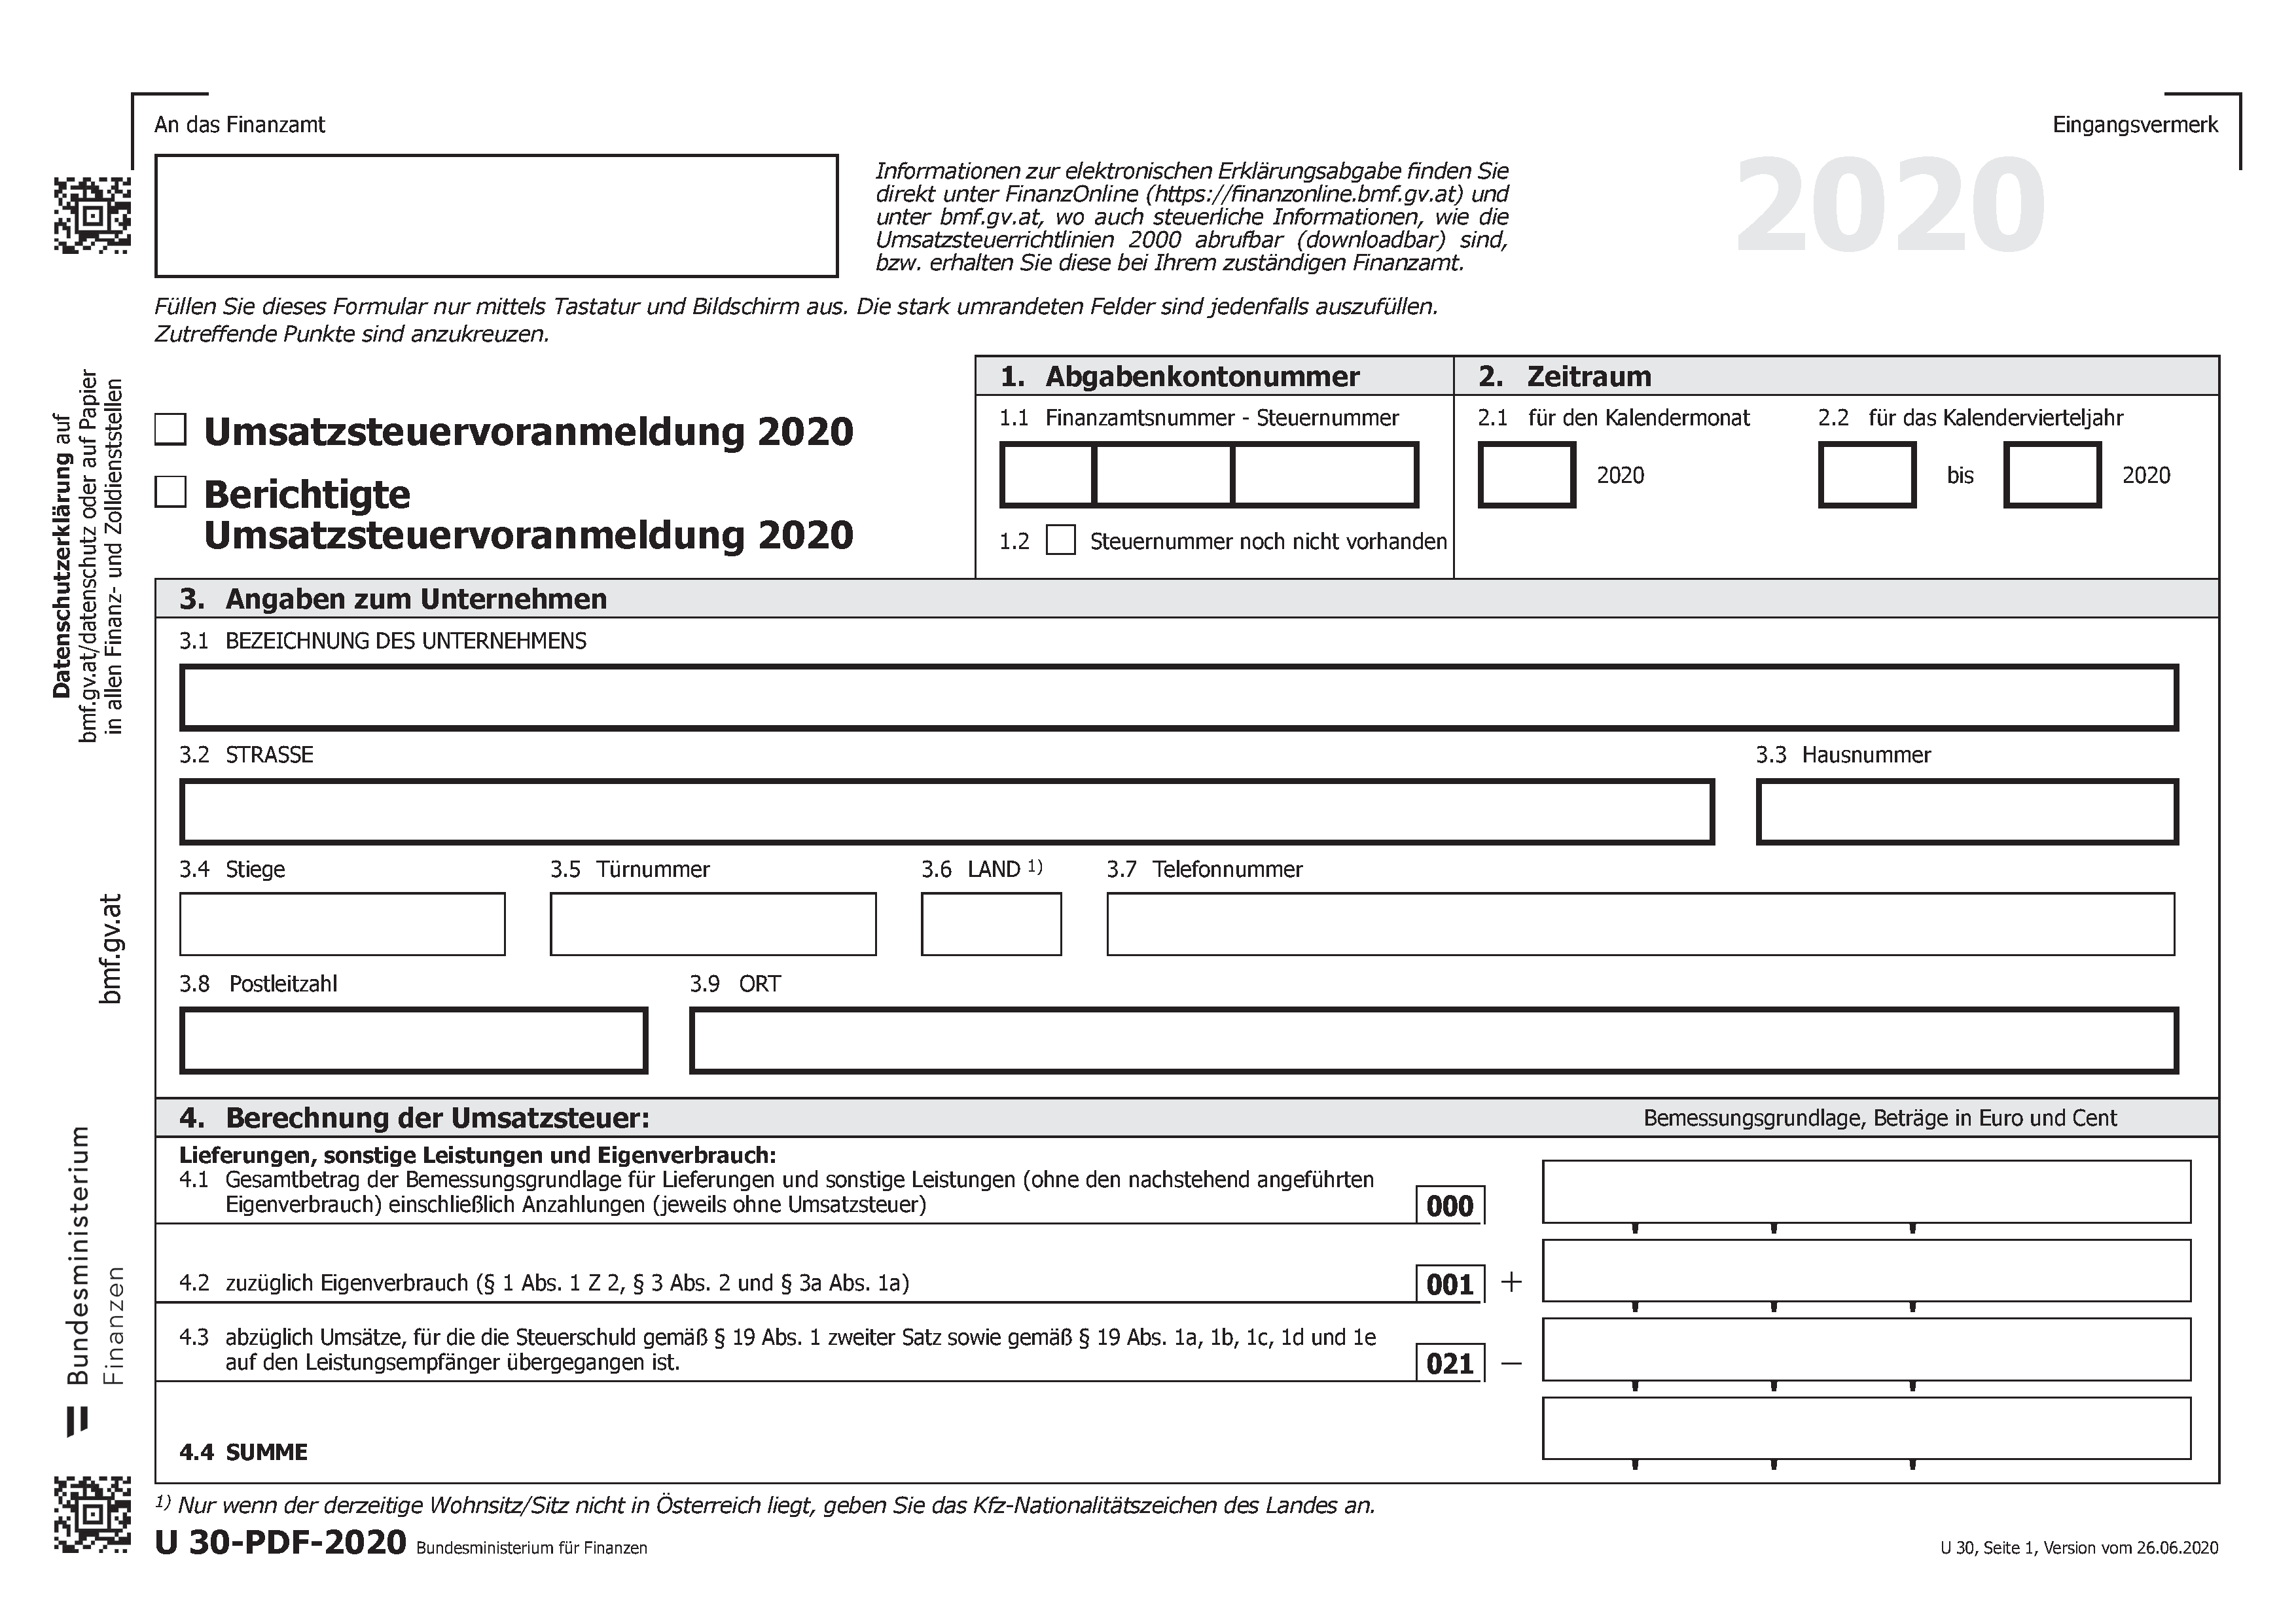 An das Finanzamt
Eingangsvermerk
2020
Informationen zur elektronischen Erklärungsabgabe finden Sie
direkt unter FinanzOnline (https://finanzonline.bmf.gv.at) und
unter bmf.gv.at, wo auch steuerliche Informationen, wie die
Umsatzsteuerrichtlinien 2000 abrufbar (downloadbar) sind,
bzw. erhalten Sie diese bei Ihrem zuständigen Finanzamt.
Füllen Sie dieses Formular nur mittels Tastatur und Bildschirm aus. Die stark umrandeten Felder sind jedenfalls auszufüllen.
Zutreffende Punkte sind anzukreuzen.
Umsatzsteuervoranmeldung 2020
Berichtigte
Umsatzsteuervoranmeldung 2020
1. Abgabenkontonummer
1.1 Finanzamtsnummer - Steuernummer
1.2 Steuernummer noch nicht vorhanden
2. Zeitraum
2.1 für den Kalendermonat
2020
2.2 für das Kalendervierteljahr
bis 2020
3. Angaben zum Unternehmen
3.1 BEZEICHNUNG DES UNTERNEHMENS
3.2 STRASSE
3.3 Hausnummer
3.4 Stiege
3.5 Türnummer
3.6 LAND 1)
3.7 Telefonnummer
3.8 Postleitzahl
3.9 ORT
4. Berechnung der Umsatzsteuer:
Bemessungsgrundlage, Beträge in Euro und Cent
Lieferungen, sonstige Leistungen und Eigenverbrauch:
4.1 Gesamtbetrag der Bemessungsgrundlage für Lieferungen und sonstige Leistungen (ohne den nachstehend angeführten
Eigenverbrauch) einschließlich Anzahlungen (jeweils ohne Umsatzsteuer)
000
4.2 zuzüglich Eigenverbrauch (§ 1 Abs. 1 Z 2, § 3 Abs. 2 und § 3a Abs. 1a)
001 +
4.3 abzüglich Umsätze, für die die Steuerschuld gemäß § 19 Abs. 1 zweiter Satz sowie gemäß § 19 Abs. 1a, 1b, 1c, 1d und 1e
auf den Leistungsempfänger übergegangen ist.
021 –
4.4 SUMME
1) Nur wenn der derzeitige Wohnsitz/Sitz nicht in Österreich liegt, geben Sie das Kfz-Nationalitätszeichen des Landes an.
U 30-PDF-2020 Bundesministerium für Finanzen
U 30, Seite 1, Version vom 26.06.2020
Datenschutzerklärung auf
bmf.gv.at/datenschutz oder auf Papier
in allen Finanz- und Zolldienststellen
bmf.gv.at
Bundesministerium
Finanzen